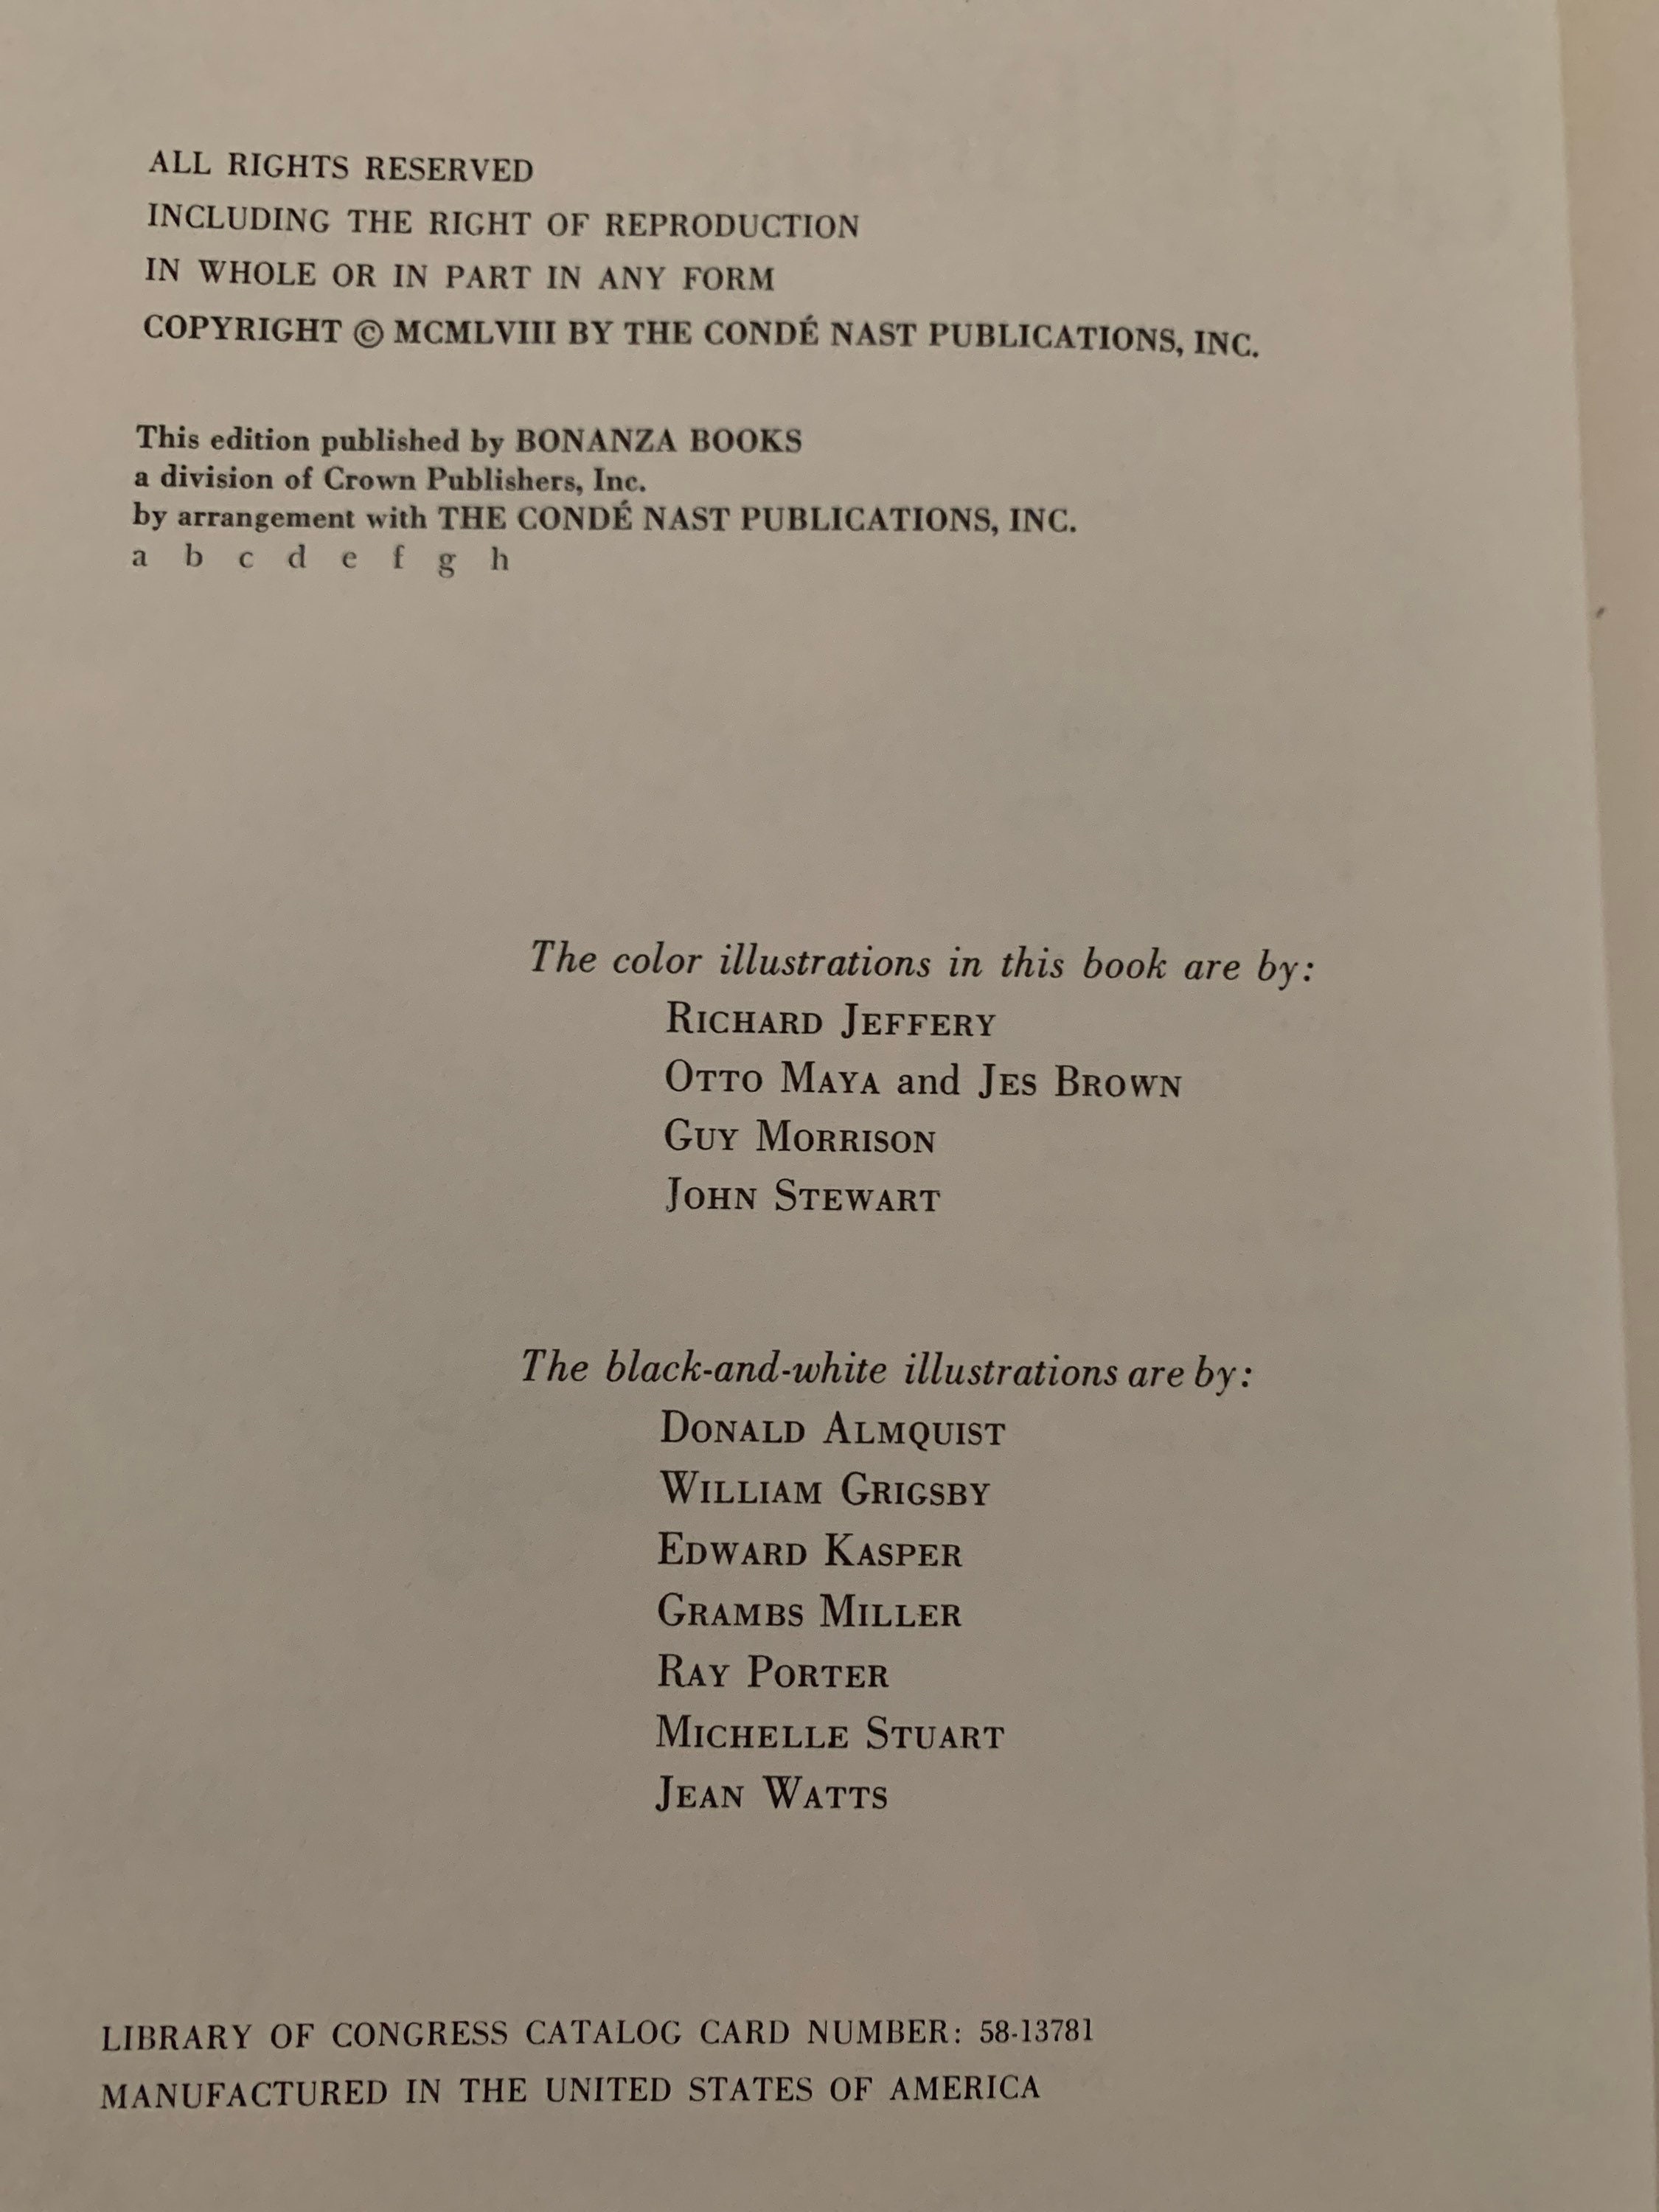 ALL RIGHTS RESERVED
INCLUDING THE RIGHT OF REPRODUCTION
IN WHOLE OR IN PART IN ANY FORM
COPYRIGHT © MCMLVIII BY THE CONDÉ NAST PUBLICATIONS, INC.
This edition published by BONANZA BOOKS
a division of Crown Publishers, Inc.
by arrangement with THE CONDÉ NAST PUBLICATIONS, INC.
a b c d e f g h
The color illustrations in this book are by:
RICHARD JEFFERY
OTTO MAYA and JES BROWN
GUY MORRISON
JOHN STEWART
The black-and-white illustrations are by:
DONALD ALMQUIST
WILLIAM GRIGSBY
EDWARD KASPER
GRAMBS MILLER
RAY PORTER
MICHELLE STUART
JEAN WATTS
LIBRARY OF CONGRESS CATALOG CARD NUMBER: 58-13781
MANUFACTURED IN THE UNITED STATES OF AMERICA